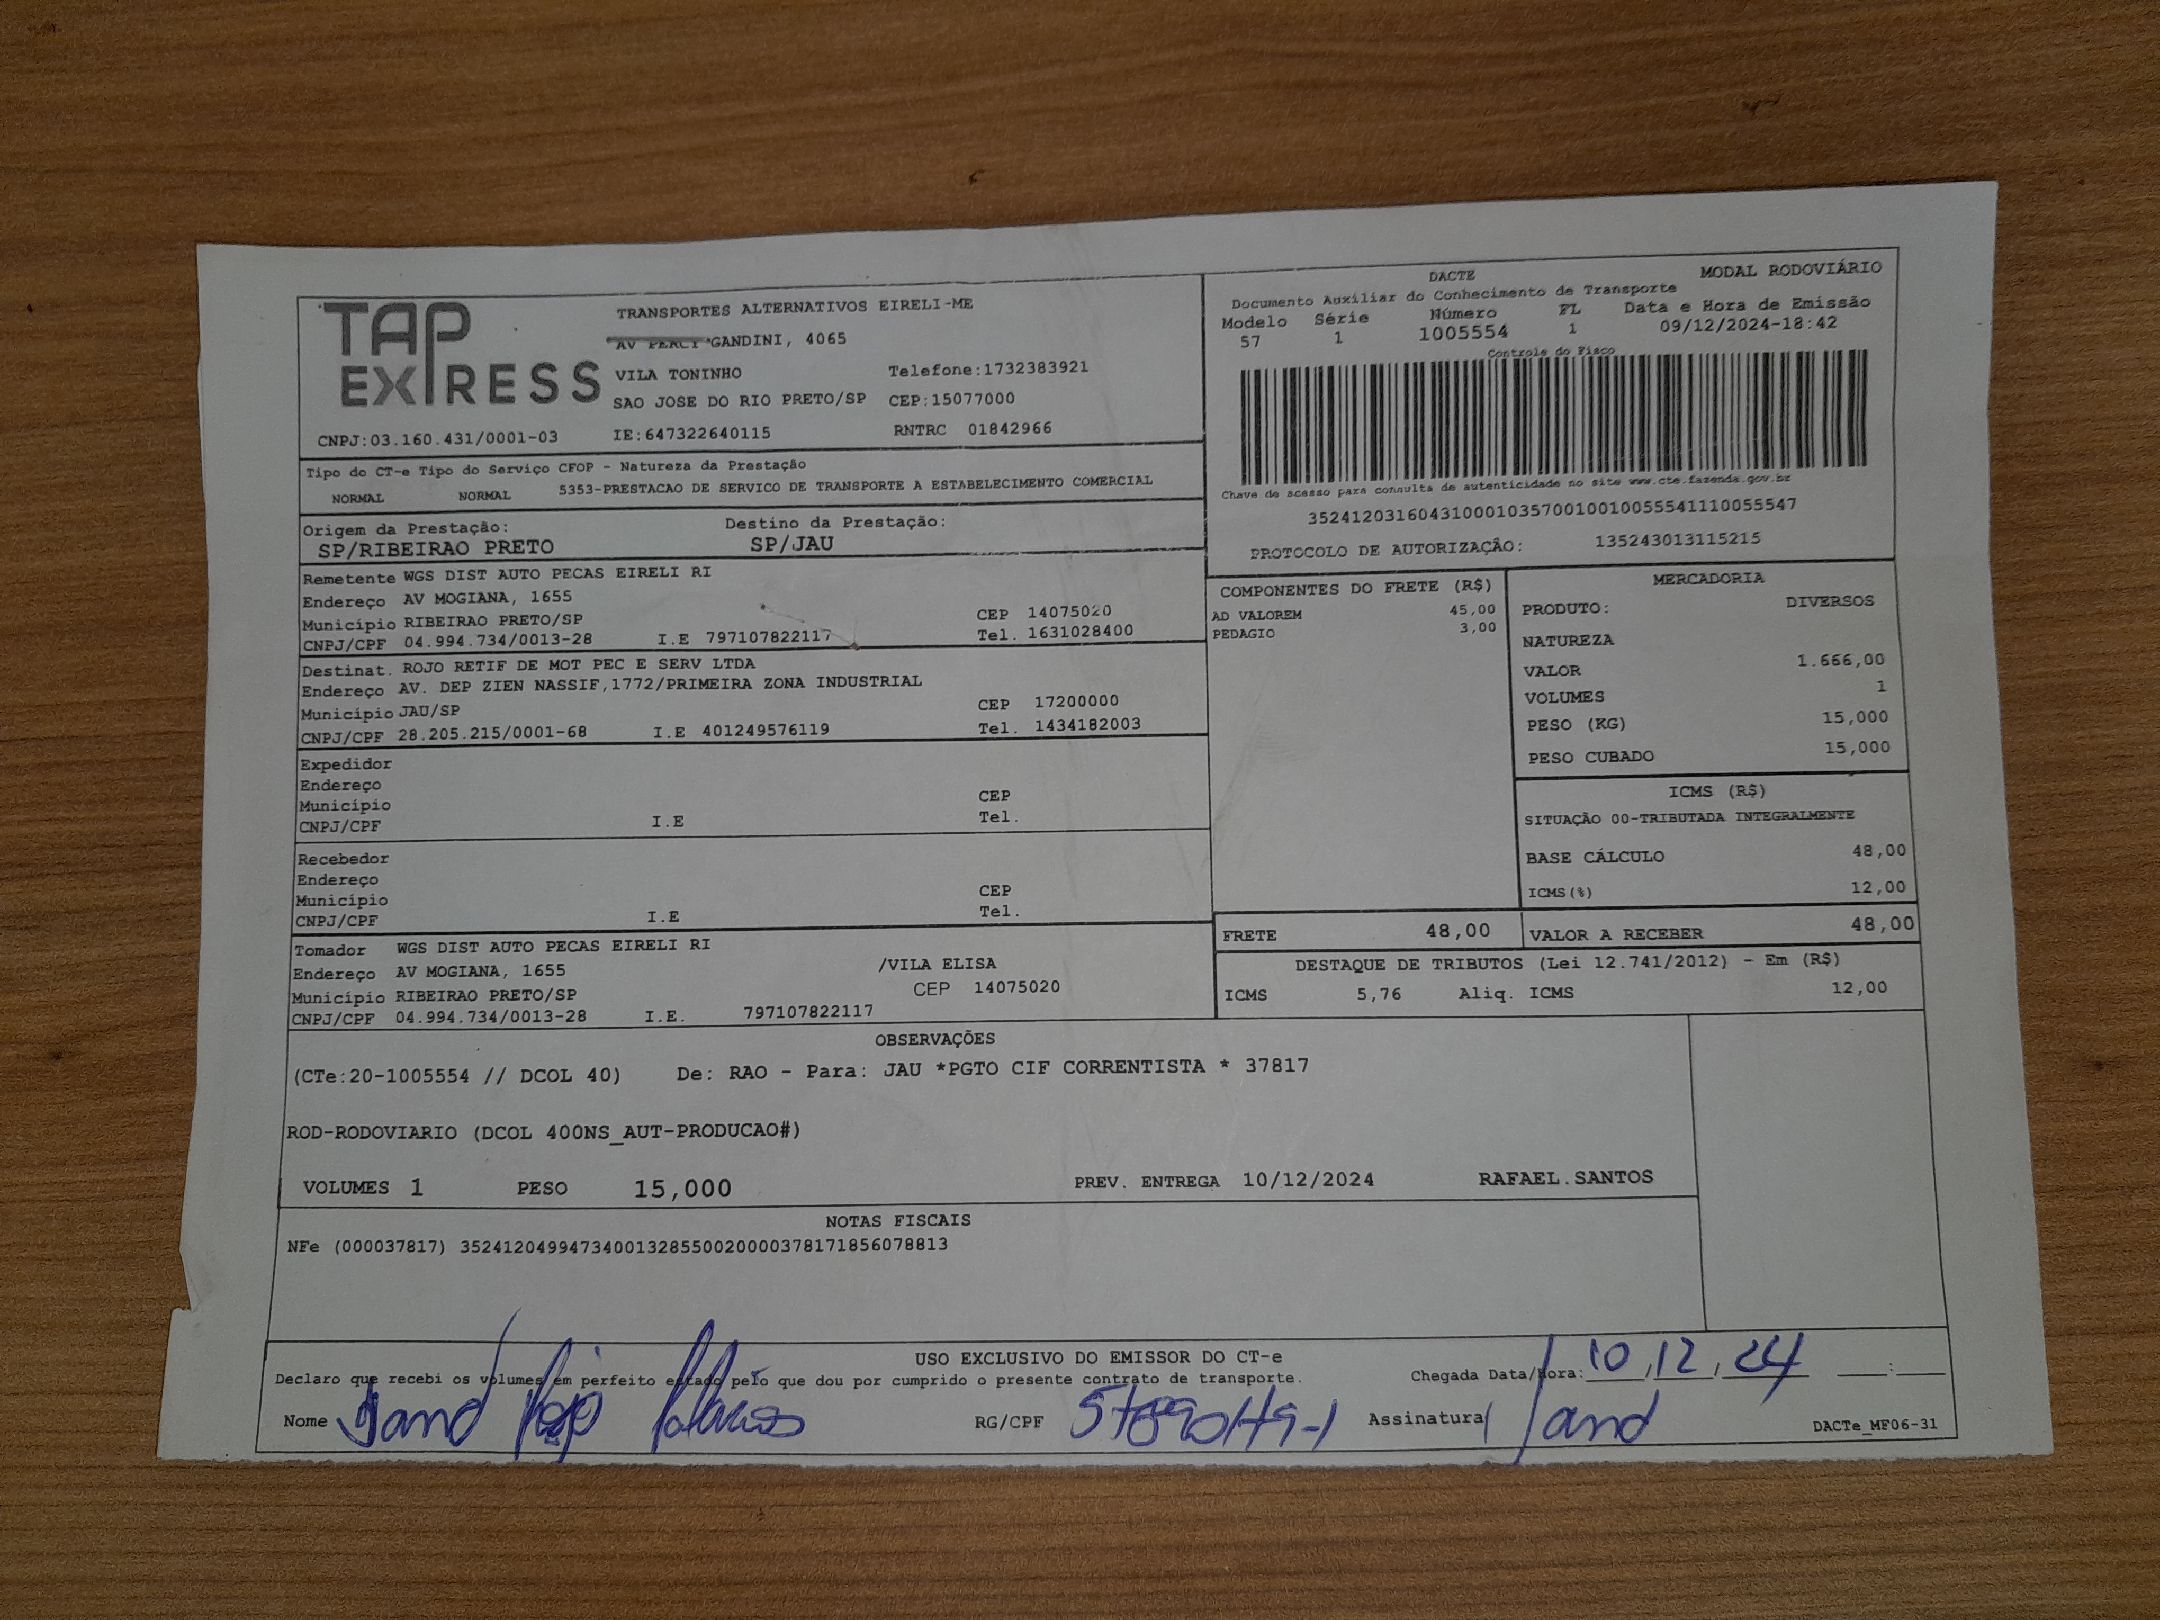 TAP EXPRESS
TRANSPORTES ALTERNATIVOS EIRELI-ME
AV PERCY GANDINI, 4065
VILA TONINHO Telefone:1732383921
SAO JOSE DO RIO PRETO/SP CEP:15077000
CNPJ:03.160.431/0001-03 IE:647322640115 RNTRC 01842966
Tipo do CT-e Tipo do Serviço CFOP - Natureza da Prestação
NORMAL NORMAL 5353-PRESTACAO DE SERVICO DE TRANSPORTE A ESTABELECIMENTO COMERCIAL
Origem da Prestação: Destino da Prestação:
SP/RIBEIRAO PRETO SP/JAU
Remetente WGS DIST AUTO PECAS EIRELI RI
Endereço AV MOGIANA, 1655
Município RIBEIRAO PRETO/SP CEP 14075020
CNPJ/CPF 04.994.734/0013-28 I.E 797107822117 Tel. 1631028400
Destinat. ROJO RETIF DE MOT PEC E SERV LTDA
Endereço AV. DEP ZIEN NASSIF,1772/PRIMEIRA ZONA INDUSTRIAL
Município JAU/SP CEP 17200000
CNPJ/CPF 28.205.215/0001-68 I.E 401249576119 Tel. 1434182003
Expedidor
Endereço
Município CEP
CNPJ/CPF I.E Tel.
Recebedor
Endereço
Município CEP
CNPJ/CPF I.E Tel.
Tomador WGS DIST AUTO PECAS EIRELI RI
Endereço AV MOGIANA, 1655 /VILA ELISA
Município RIBEIRAO PRETO/SP CEP 14075020
CNPJ/CPF 04.994.734/0013-28 I.E. 797107822117
DACTE MODAL RODOVIÁRIO
Documento Auxiliar do Conhecimento de Transporte
Modelo Série Número FL Data e Hora de Emissão
57 1 1005554 1 09/12/2024-18:42
Controle do Fisco
Chave de acesso para consulta de autenticidade no site www.cte.fazenda.gov.br
35241203160431000103570010010055541110055547
PROTOCOLO DE AUTORIZAÇÃO: 135243013115215
COMPONENTES DO FRETE (R$)
AD VALOREM 45,00
PEDAGIO 3,00
MERCADORIA
PRODUTO: DIVERSOS
NATUREZA
VALOR 1.666,00
VOLUMES 1
PESO (KG) 15,000
PESO CUBADO 15,000
ICMS (R$)
SITUAÇÃO 00-TRIBUTADA INTEGRALMENTE
BASE CÁLCULO 48,00
ICMS(%) 12,00
FRETE 48,00 VALOR A RECEBER 48,00
DESTAQUE DE TRIBUTOS (Lei 12.741/2012) - Em (R$)
ICMS 5,76 Aliq. ICMS 12,00
OBSERVAÇÕES
(CTe:20-1005554 // DCOL 40) De: RAO - Para: JAU *PGTO CIF CORRENTISTA * 37817
ROD-RODOVIARIO (DCOL 400NS_AUT-PRODUCAO#)
VOLUMES 1 PESO 15,000 PREV. ENTREGA 10/12/2024 RAFAEL.SANTOS
NOTAS FISCAIS
NFe (000037817) 35241204994734001328550020000378171856078813
USO EXCLUSIVO DO EMISSOR DO CT-e
Declaro que recebi os volumes em perfeito estado pelo que dou por cumprido o presente contrato de transporte. Chegada Data/Hora: 10,12,24 :
Nome RG/CPF Assinatura
DACTe_MF06-31